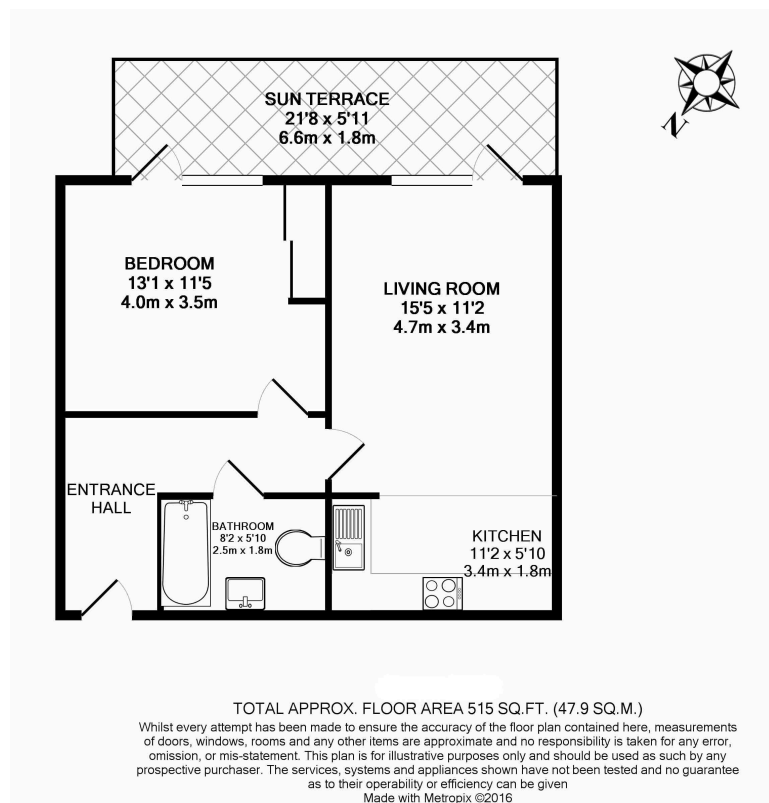 SUN TERRACE
21'8 x 5'11
6.6m x 1.8m
N
BEDROOM
13'1 x 11'5
4.0m x 3.5m
LIVING ROOM
15'5 x 11'2
4.7m x 3.4m
ENTRANCE
HALL
BATHROOM
8'2 x 5'10
2.5m x 1.8m
KITCHEN
11'2 x 5'10
3.4m x 1.8m
TOTAL APPROX. FLOOR AREA 515 SQ.FT. (47.9 SQ.M.)
Whilst every attempt has been made to ensure the accuracy of the floor plan contained here, measurements
of doors, windows, rooms and any other items are approximate and no responsibility is taken for any error,
omission, or mis-statement. This plan is for illustrative purposes only and should be used as such by any
prospective purchaser. The services, systems and appliances shown have not been tested and no guarantee
as to their operability or efficiency can be given
Made with Metropix ©2016